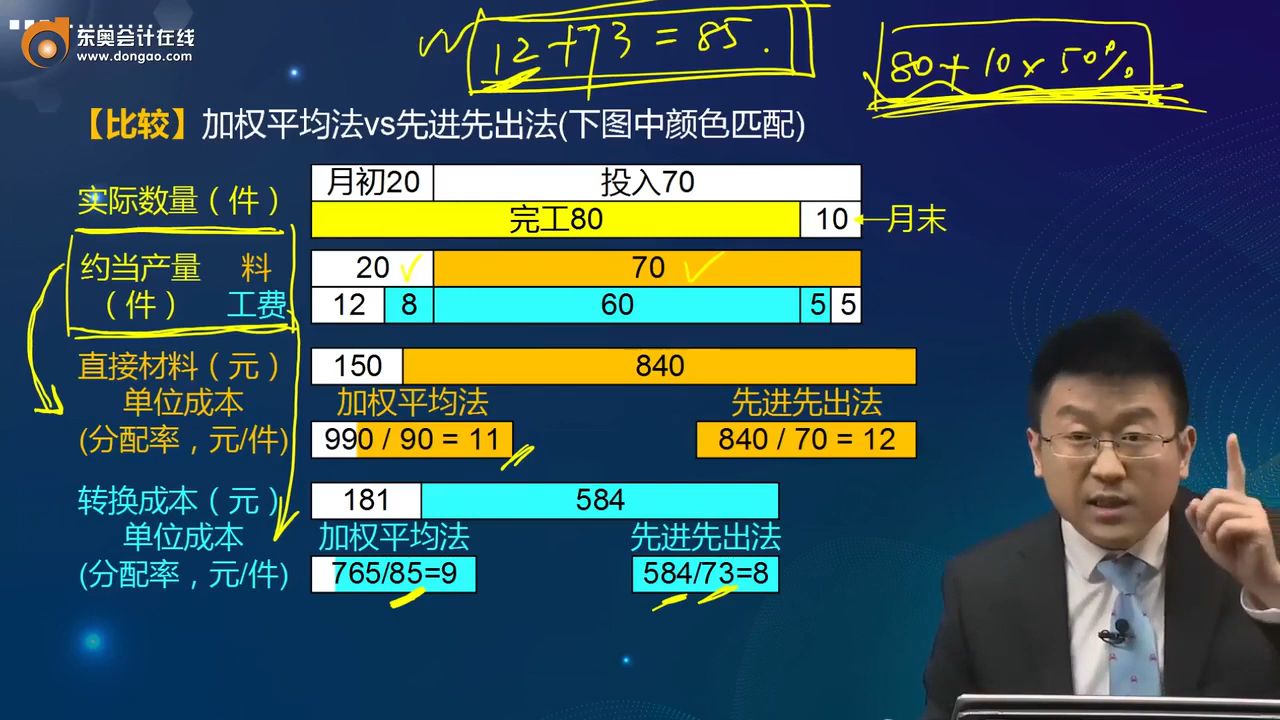 12+73=85.
80+10×50%
东奥会计在线
www.dongao.com
【比较】加权平均法vs先进先出法(下图中颜色匹配)
实际数量（件）
月初20 投入70
完工80 10 月末
约当产量 料 20 70
（件） 工费 12 8 60 5 5
直接材料（元） 150 840
单位成本 加权平均法 先进先出法
(分配率，元/件) 990 / 90 = 11 840 / 70 = 12
转换成本（元） 181 584
单位成本 加权平均法 先进先出法
(分配率，元/件) 765/85=9 584/73=8